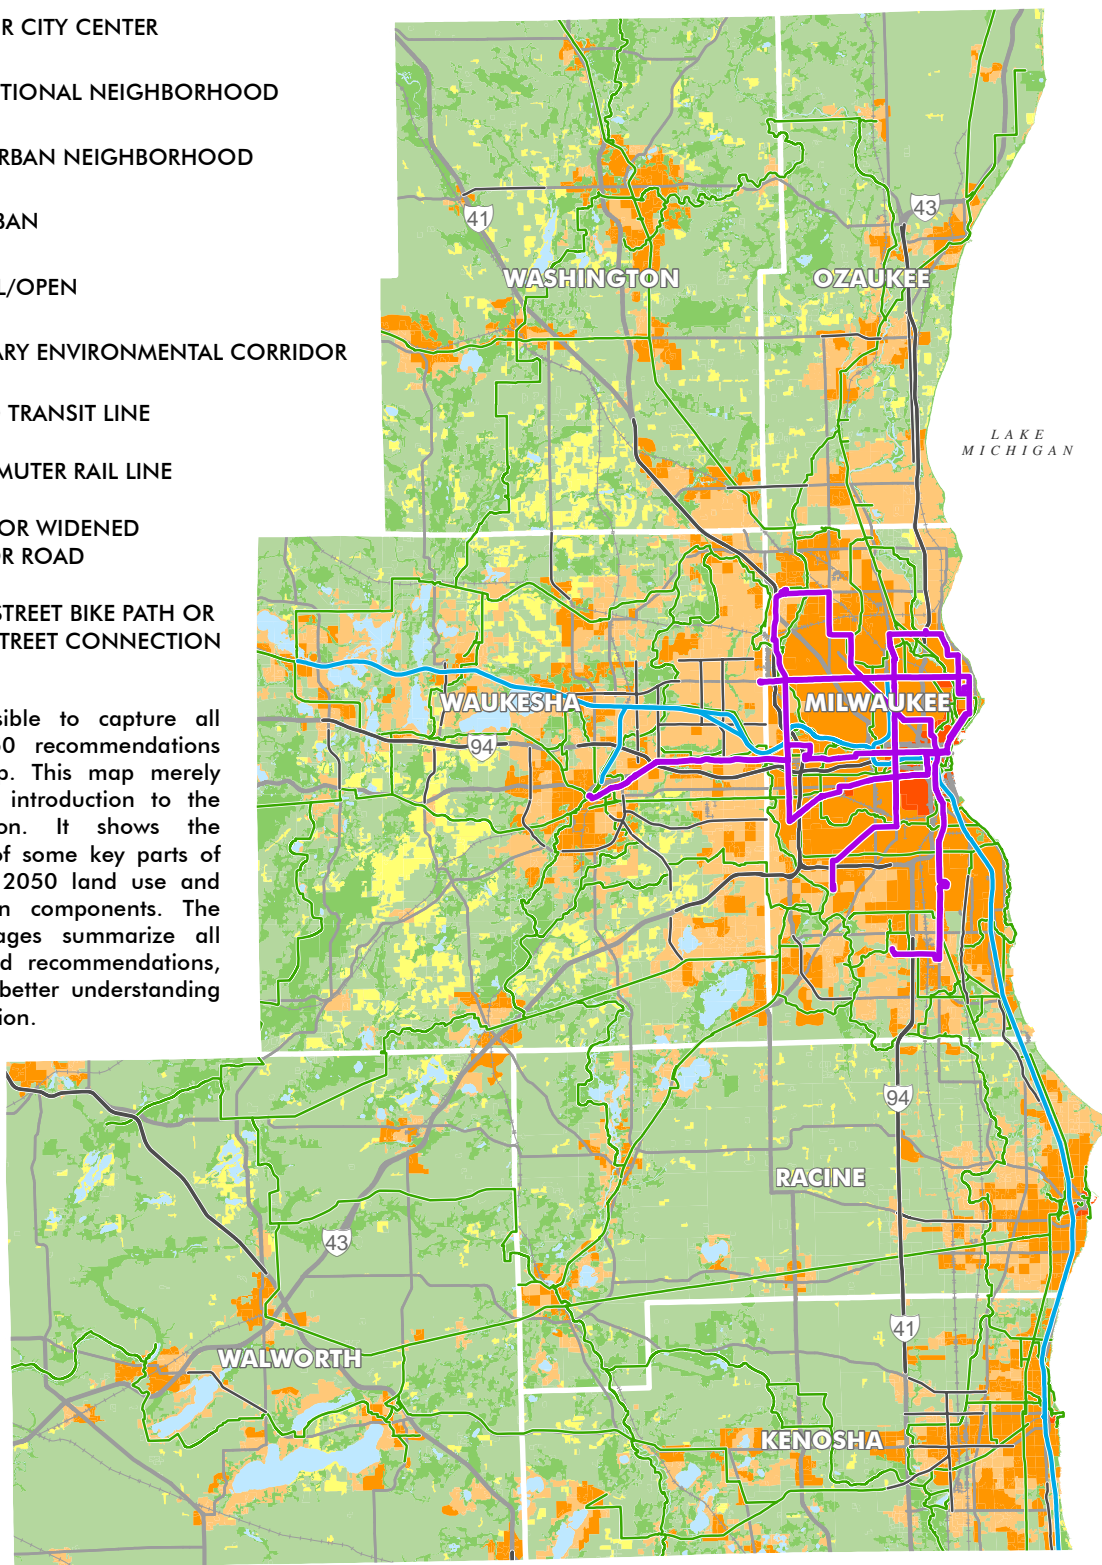 R CITY CENTER
TIONAL NEIGHBORHOOD
RBAN NEIGHBORHOOD
BAN
L/OPEN
ARY ENVIRONMENTAL CORRIDOR
TRANSIT LINE
MUTER RAIL LINE
OR WIDENED
OR ROAD
STREET BIKE PATH OR
STREET CONNECTION
sible to capture all
50 recommendations
p. This map merely
introduction to the
on. It shows the
of some key parts of
2050 land use and
n components. The
ages summarize all
d recommendations,
better understanding
ion.
41
43
WASHINGTON
OZAUKEE
LAKE
MICHIGAN
WAUKESHA
MILWAUKEE
94
94
RACINE
43
41
WALWORTH
KENOSHA